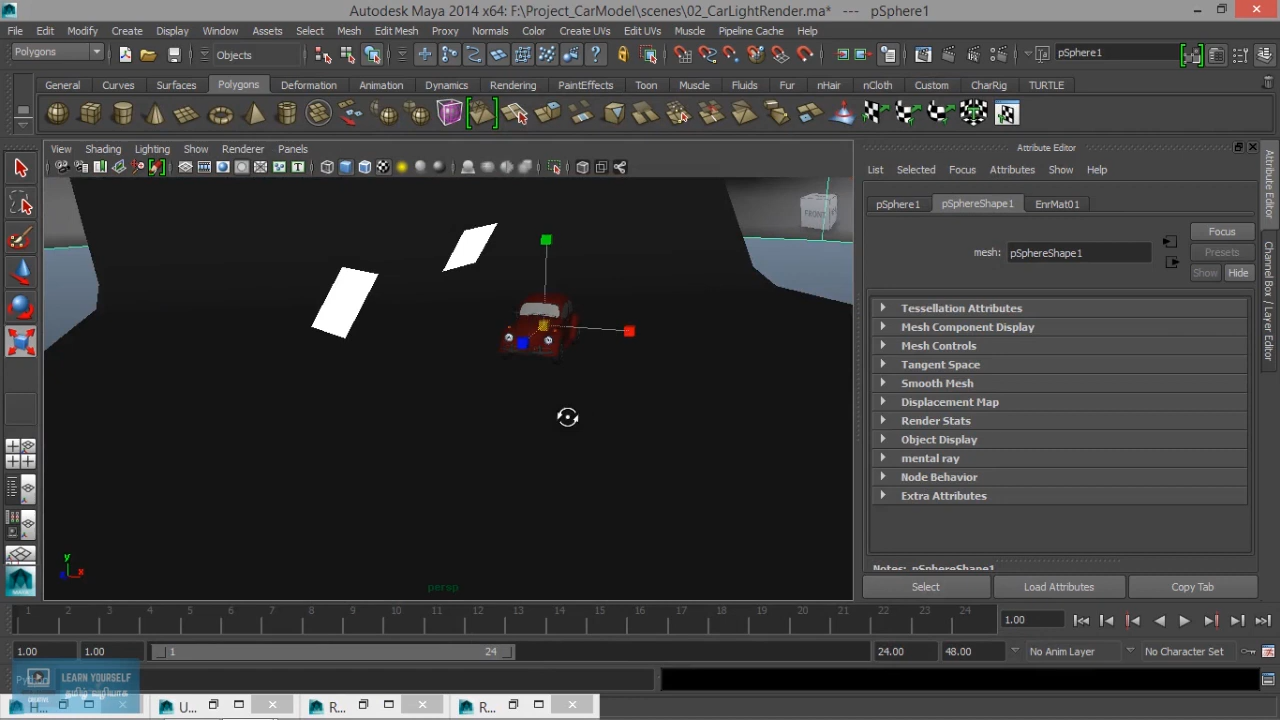 Autodesk Maya 2014 x64: F:\Project_CarModel\scenes\02_CarLightRender.ma* --- pSphere1
File Edit Modify Create Display Window Assets Select Mesh Edit Mesh Proxy Normals Color Create UVs Edit UVs Muscle Pipeline Cache Help
Polygons Objects pSphere1
General Curves Surfaces Polygons Deformation Animation Dynamics Rendering PaintEffects Toon Muscle Fluids Fur nHair nCloth Custom CharRig TURTLE
View Shading Lighting Show Renderer Panels
Attribute Editor
List Selected Focus Attributes Show Help
pSphere1 pSphereShape1 EnrMat01
FRONT
Focus
mesh: pSphereShape1
Presets
Show Hide
Tessellation Attributes
Mesh Component Display
Mesh Controls
Tangent Space
Smooth Mesh
Displacement Map
Render Stats
Object Display
mental ray
Node Behavior
Extra Attributes
Notes: pSphereShape1
Select Load Attributes Copy Tab
Attribute Editor
Channel Box / Layer Editor
y
x
persp
1 2 3 4 5 6 7 8 9 10 11 12 13 14 15 16 17 18 19 20 21 22 23 24 1.00
1.00 1.00 1 24 24.00 48.00 No Anim Layer No Character Set
LEARN YOURSELF
CREATIVE
H... U... R... R...